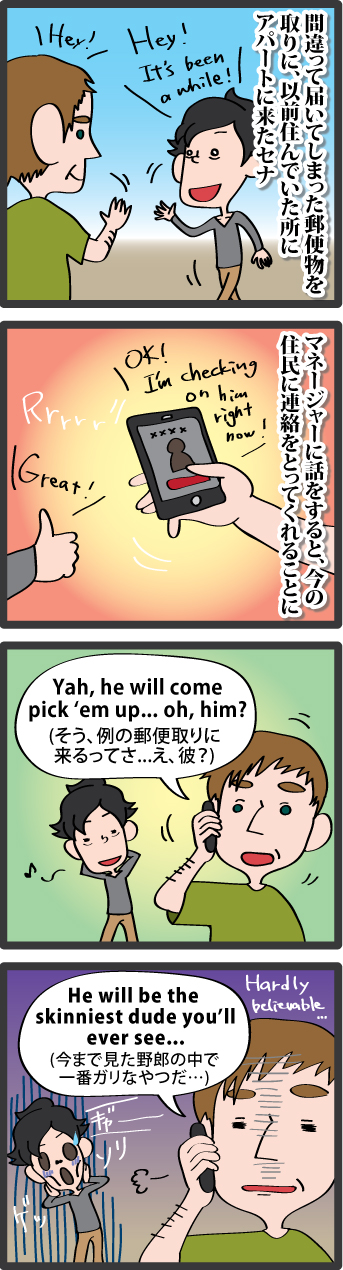 間違って届いてしまった郵便物を
取りに、以前住んでいた所に
アパートに来たセナ
Hey!
Hey!
It's been
a while!
マネージャーに話をすると、今の
住民に連絡をとってくれることに
OK!
I'm checking
on him
right
now!
Rrrrr
××××
Great!
Yah, he will come
pick ‘em up... oh, him?
(そう、例の郵便取りに
来るってさ...え、彼？)
Hardly
believable
...
He will be the
skinniest dude you’ll
ever see...
(今まで見た野郎の中で
一番ガリなやつだ…)
ギョ
ソリ
ゲッ